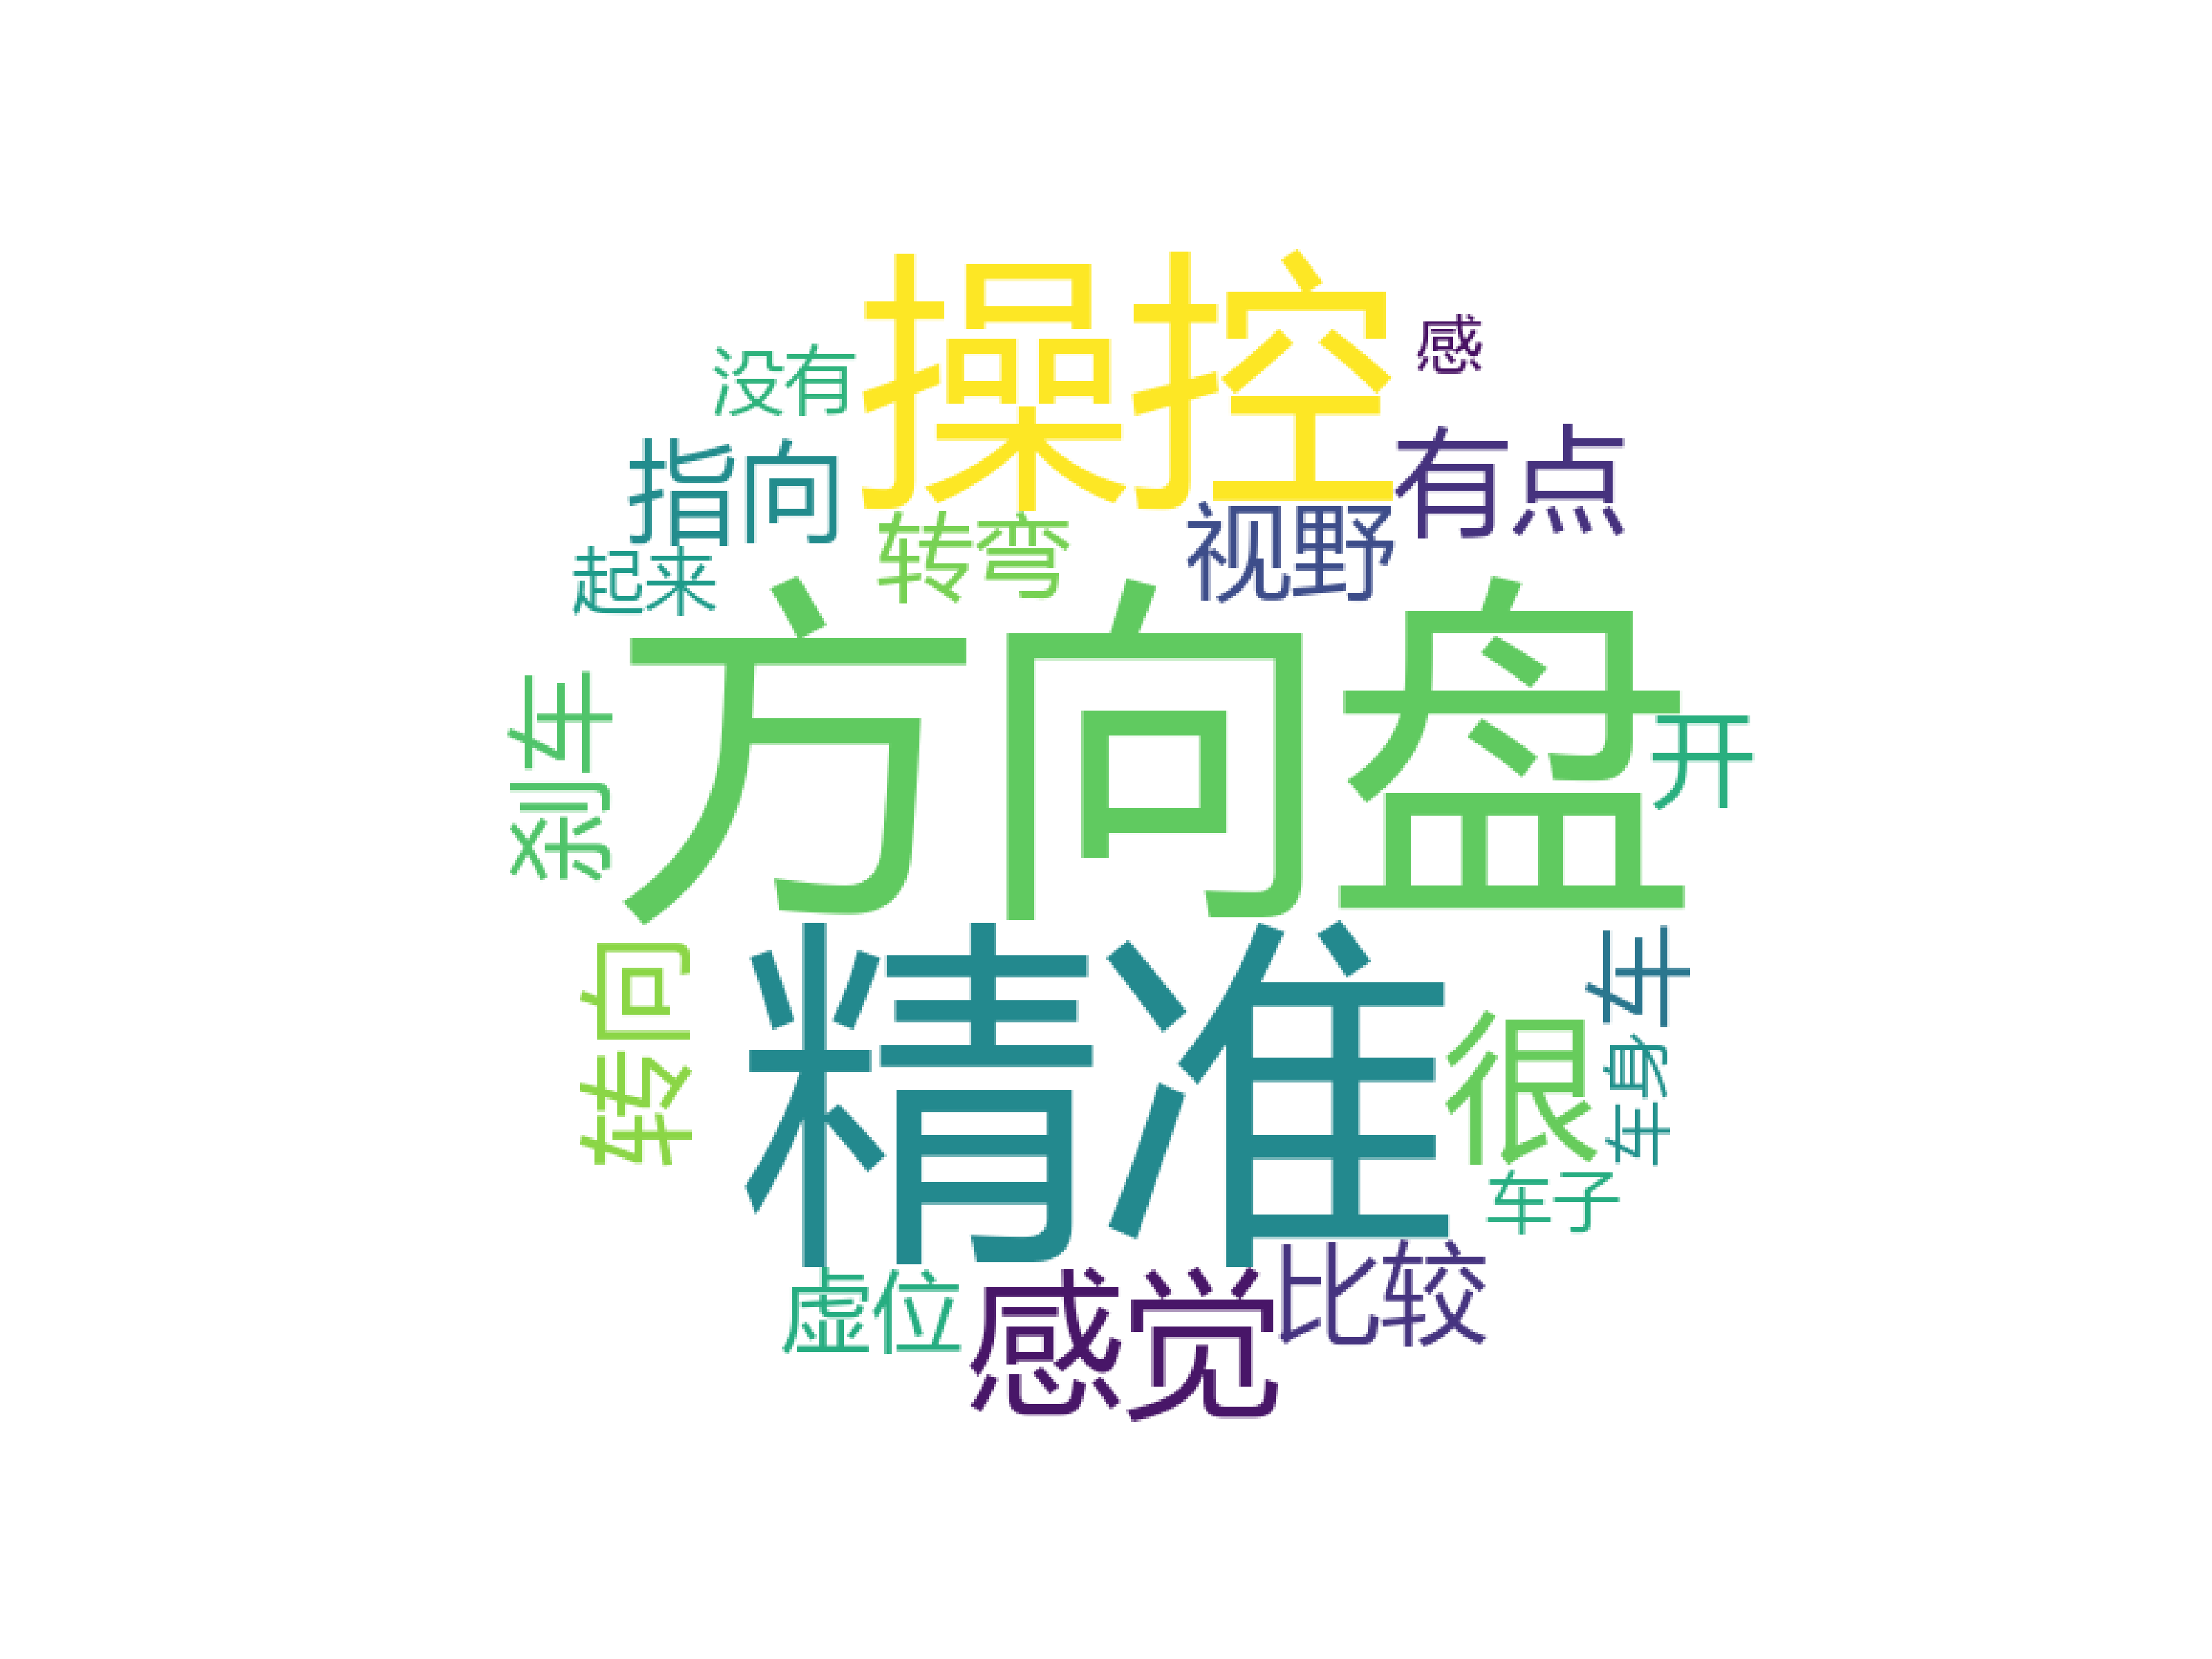 操控
感
没有
有点
指向
转弯
视野
起来
方向盘
刹车
开
精准
转向
车
很
车身
车子
比较
虚位
感觉